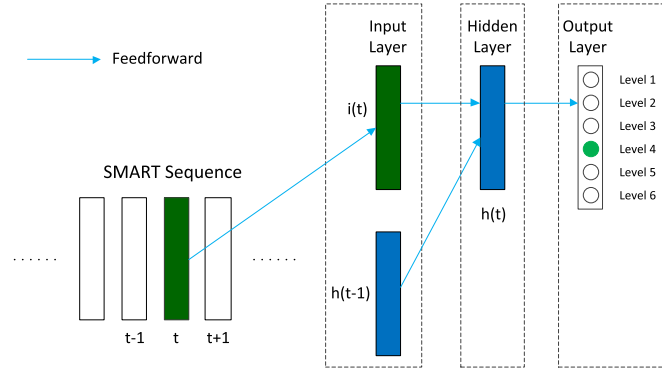 Feedforward
SMART Sequence
. . . . . .
t-1
t
t+1
. . . . . .
Input
Layer
i(t)
h(t-1)
Hidden
Layer
h(t)
Output
Layer
Level 1
Level 2
Level 3
Level 4
Level 5
Level 6